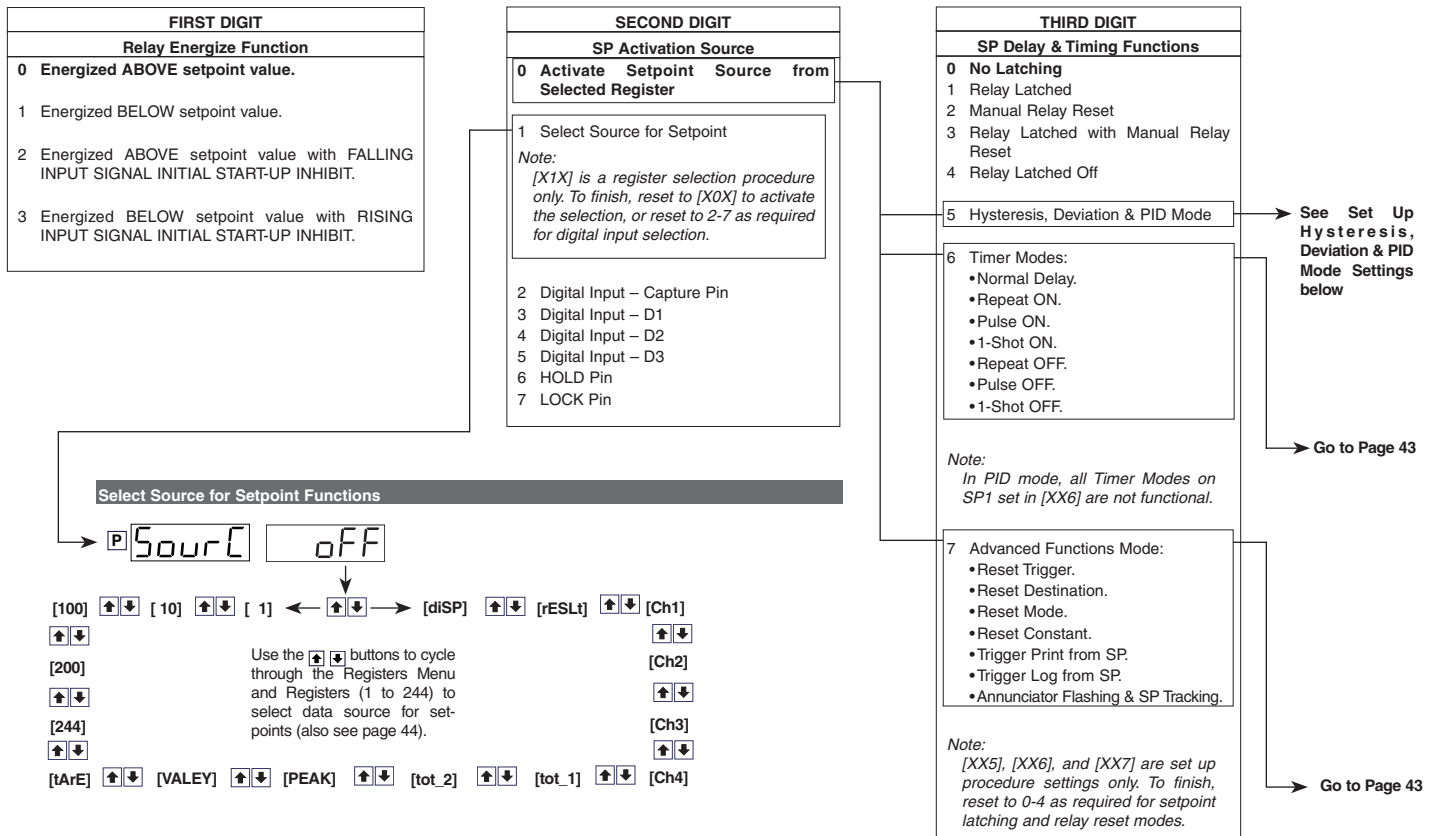 FIRST DIGIT
Relay Energize Function
0 Energized ABOVE setpoint value.
1 Energized BELOW setpoint value.
2 Energized ABOVE setpoint value with FALLING
INPUT SIGNAL INITIAL START-UP INHIBIT.
3 Energized BELOW setpoint value with RISING
INPUT SIGNAL INITIAL START-UP INHIBIT.
SECOND DIGIT
SP Activation Source
0 Activate Setpoint Source from
Selected Register
1 Select Source for Setpoint
Note:
[X1X] is a register selection procedure
only. To finish, reset to [X0X] to activate
the selection, or reset to 2-7 as required
for digital input selection.
2 Digital Input – Capture Pin
3 Digital Input – D1
4 Digital Input – D2
5 Digital Input – D3
6 HOLD Pin
7 LOCK Pin
THIRD DIGIT
SP Delay & Timing Functions
0 No Latching
1 Relay Latched
2 Manual Relay Reset
3 Relay Latched with Manual Relay
Reset
4 Relay Latched Off
5 Hysteresis, Deviation & PID Mode
See Set Up
Hysteresis,
Deviation & PID
Mode Settings
below
6 Timer Modes:
•Normal Delay.
•Repeat ON.
•Pulse ON.
•1-Shot ON.
•Repeat OFF.
•Pulse OFF.
•1-Shot OFF.
Go to Page 43
Note:
In PID mode, all Timer Modes on
SP1 set in [XX6] are not functional.
7 Advanced Functions Mode:
•Reset Trigger.
•Reset Destination.
•Reset Mode.
•Reset Constant.
•Trigger Print from SP.
•Trigger Log from SP.
•Annunciator Flashing & SP Tracking.
Go to Page 43
Note:
[XX5], [XX6], and [XX7] are set up
procedure settings only. To finish,
reset to 0-4 as required for setpoint
latching and relay reset modes.
Select Source for Setpoint Functions
P SourC oFF
[100] [ 10] [ 1] [diSP] [rESLt] [Ch1]
[200] [Ch2]
[244] [Ch3]
Use the buttons to cycle
through the Registers Menu
and Registers (1 to 244) to
select data source for set-
points (also see page 44).
[tArE] [VALEY] [PEAK] [tot_2] [tot_1] [Ch4]